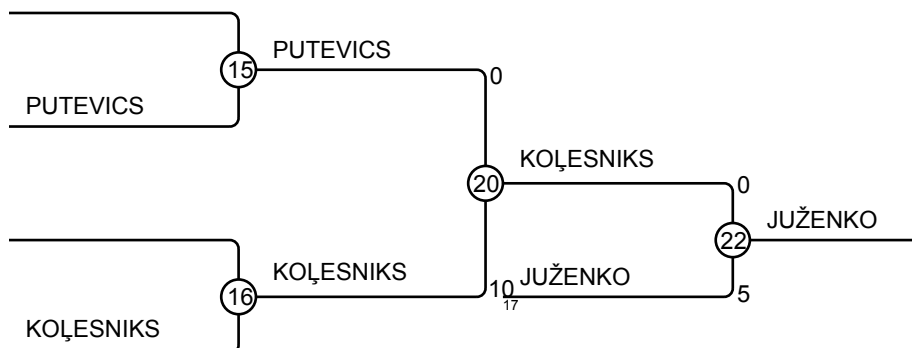 PUTEVICS
15
0
PUTEVICS
KOĻESNIKS
20
0
JUŽENKO
22
KOĻESNIKS
JUŽENKO
16
10
5
17
KOĻESNIKS